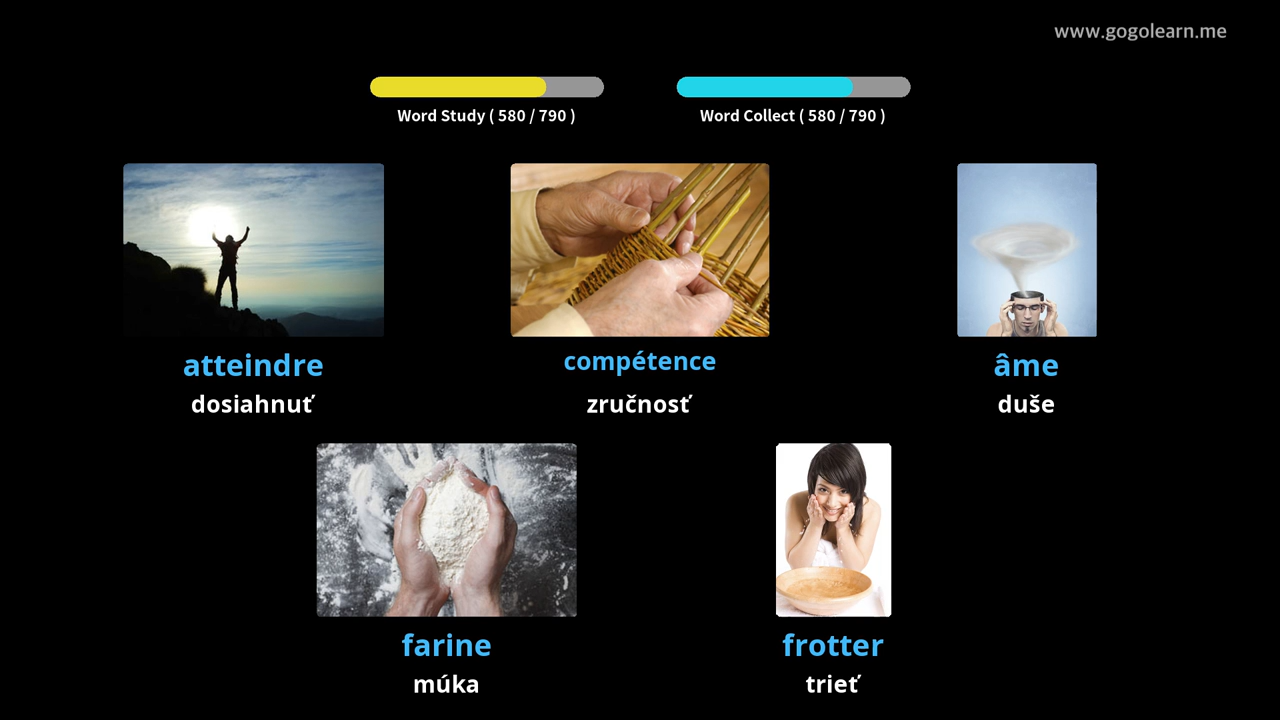 www.gogolearn.me
Word Study ( 580 / 790 )
Word Collect ( 580 / 790 )
atteindre
dosiahnuť
compétence
zručnosť
âme
duše
farine
múka
frotter
trieť